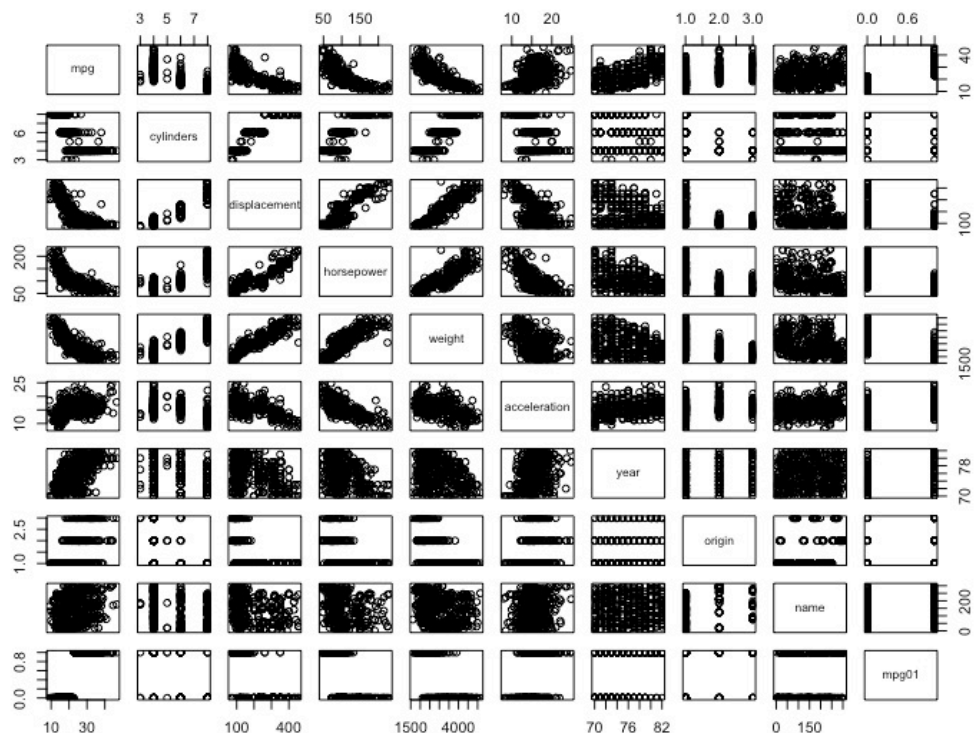 3 5 7 50 150 10 20 1.0 2.0 3.0 0.0 0.6
mpg 10 40
3 6 cylinders
displacement 100
50 200 horsepower
weight 1500
10 25 acceleration
year 70 78
1.0 2.5 origin
name 0 200
0.0 0.8 mpg01
10 30 100 400 1500 4000 70 76 82 0 150